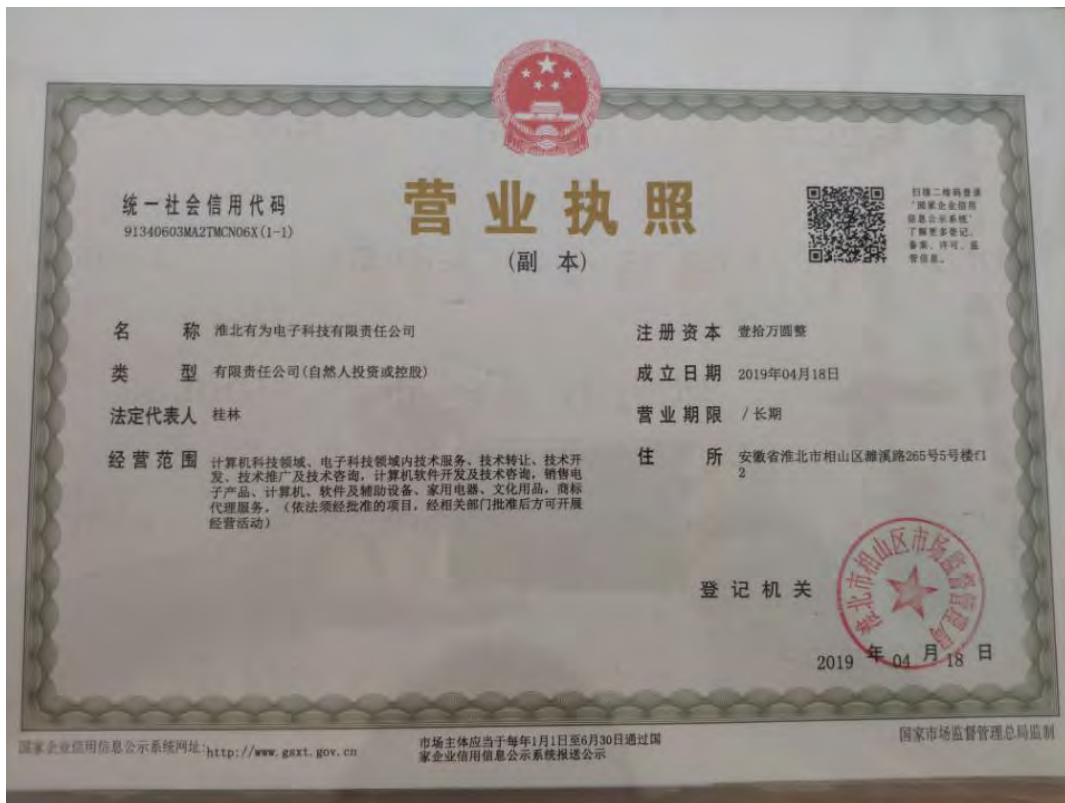 统一社会信用代码
91340603MA2TMCN06X(1-1)
营业执照
(副 本)
扫描二维码登录
“国家企业信用
信息公示系统”
了解更多登记、
备案、许可、监
管信息。
名 称 淮北有为电子科技有限责任公司
类 型 有限责任公司(自然人投资或控股)
法定代表人 桂林
经营范围 计算机科技领域、电子科技领域内技术服务、技术转让、技术开
发、技术推广及技术咨询，计算机软件开发及技术咨询，销售电
子产品、计算机、软件及辅助设备、家用电器、文化用品，商标
代理服务。（依法须经批准的项目，经相关部门批准后方可开展
经营活动）
注册资本 壹拾万圆整
成立日期 2019年04月18日
营业期限 /长期
住 所 安徽省淮北市相山区濉溪路265号5号楼f1
2
登记机关
淮北市相山区市场监督管理局
2019 年 04 月 18 日
国家企业信用信息公示系统网址:http://www.gsxt.gov.cn
市场主体应当于每年1月1日至6月30日通过国
家企业信用信息公示系统报送公示
国家市场监督管理总局监制